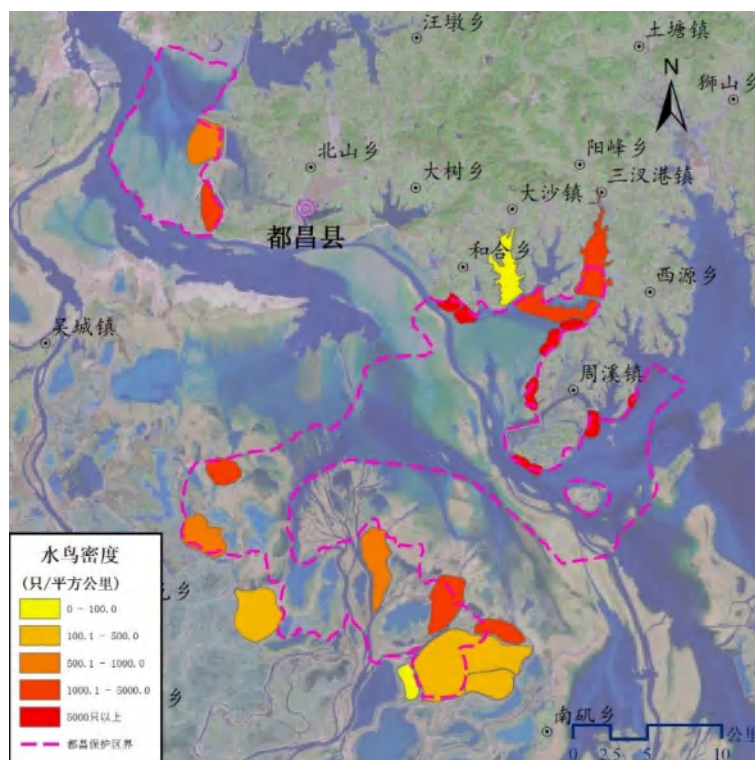 汪墩乡
土塘镇
N
狮山乡
北山乡
大树乡
阳峰乡
三汊港镇
大沙镇
都昌县
和合乡
西源乡
吴城镇
周溪镇
水鸟密度
(只/平方公里)
0 - 100.0
100.1 - 500.0
500.1 - 1000.0
1000.1 - 5000.0
5000只以上
都昌保护区界
乡
乡
南矶乡
公里
0 2.5 5 10